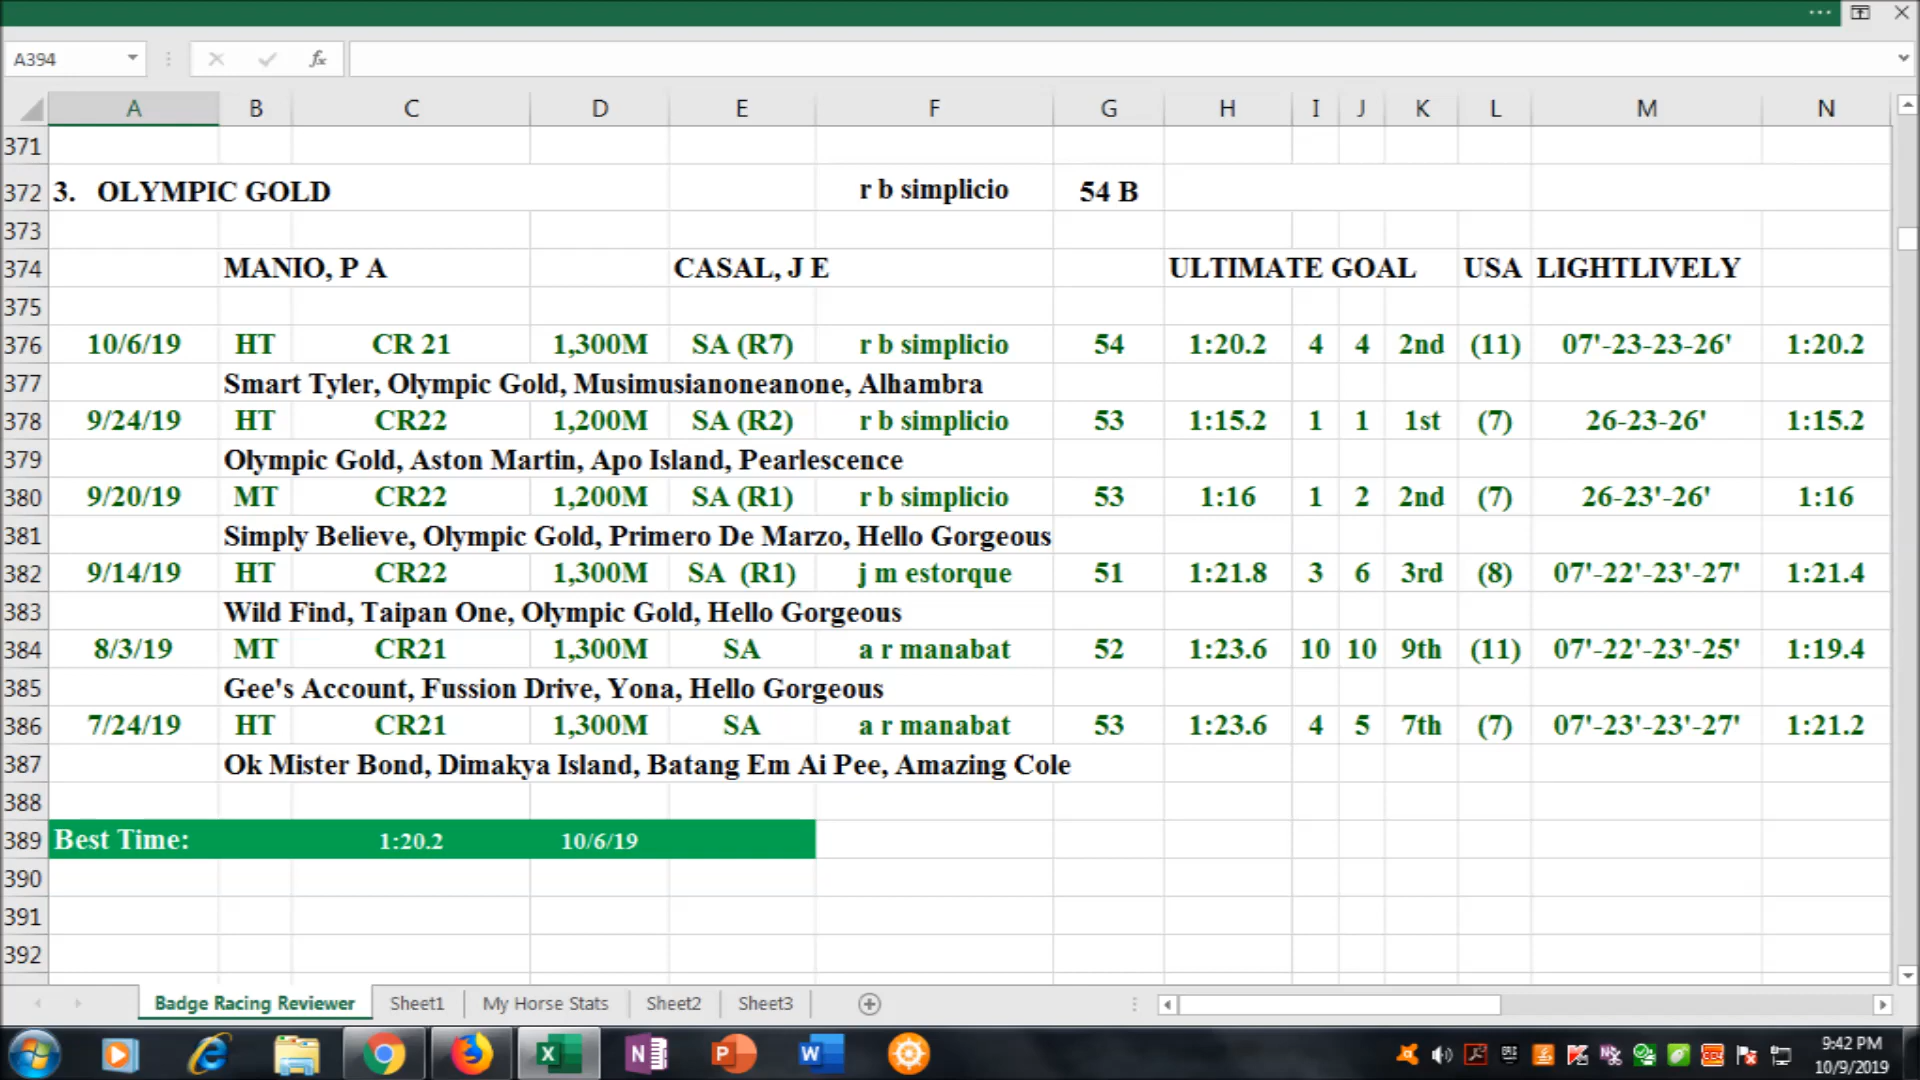 A394 fx
A B C D E F G H I J K L M N
371
372 3. OLYMPIC GOLD r b simplicio 54 B
373
374 MANIO, P A CASAL, J E ULTIMATE GOAL USA LIGHTLIVELY
375
376 10/6/19 HT CR 21 1,300M SA (R7) r b simplicio 54 1:20.2 4 4 2nd (11) 07'-23-23-26' 1:20.2
377 Smart Tyler, Olympic Gold, Musimusianoneanone, Alhambra
378 9/24/19 HT CR22 1,200M SA (R2) r b simplicio 53 1:15.2 1 1 1st (7) 26-23-26' 1:15.2
379 Olympic Gold, Aston Martin, Apo Island, Pearlescence
380 9/20/19 MT CR22 1,200M SA (R1) r b simplicio 53 1:16 1 2 2nd (7) 26-23'-26' 1:16
381 Simply Believe, Olympic Gold, Primero De Marzo, Hello Gorgeous
382 9/14/19 HT CR22 1,300M SA (R1) j m estorque 51 1:21.8 3 6 3rd (8) 07'-22'-23'-27' 1:21.4
383 Wild Find, Taipan One, Olympic Gold, Hello Gorgeous
384 8/3/19 MT CR21 1,300M SA a r manabat 52 1:23.6 10 10 9th (11) 07'-22'-23'-25' 1:19.4
385 Gee's Account, Fussion Drive, Yona, Hello Gorgeous
386 7/24/19 HT CR21 1,300M SA a r manabat 53 1:23.6 4 5 7th (7) 07'-23'-23'-27' 1:21.2
387 Ok Mister Bond, Dimakya Island, Batang Em Ai Pee, Amazing Cole
388
389 Best Time: 1:20.2 10/6/19
390
391
392
Badge Racing Reviewer Sheet1 My Horse Stats Sheet2 Sheet3
9:42 PM
10/9/2019